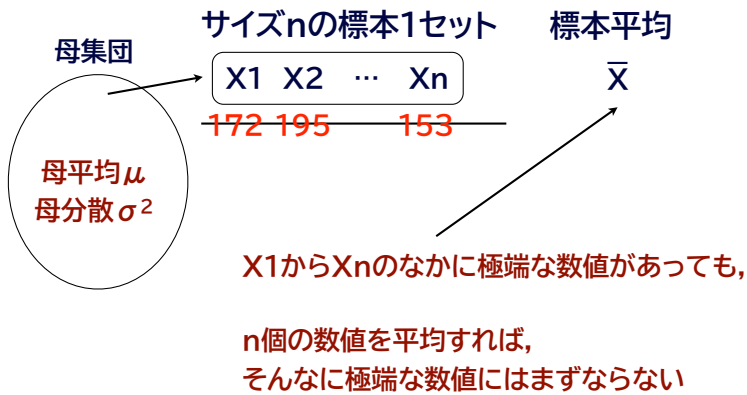 サイズnの標本1セット
標本平均
母集団
X1 X2 … Xn
X̅
172 195 153
母平均μ
母分散σ²
X1からXnのなかに極端な数値があっても,
n個の数値を平均すれば,
そんなに極端な数値にはまずならない